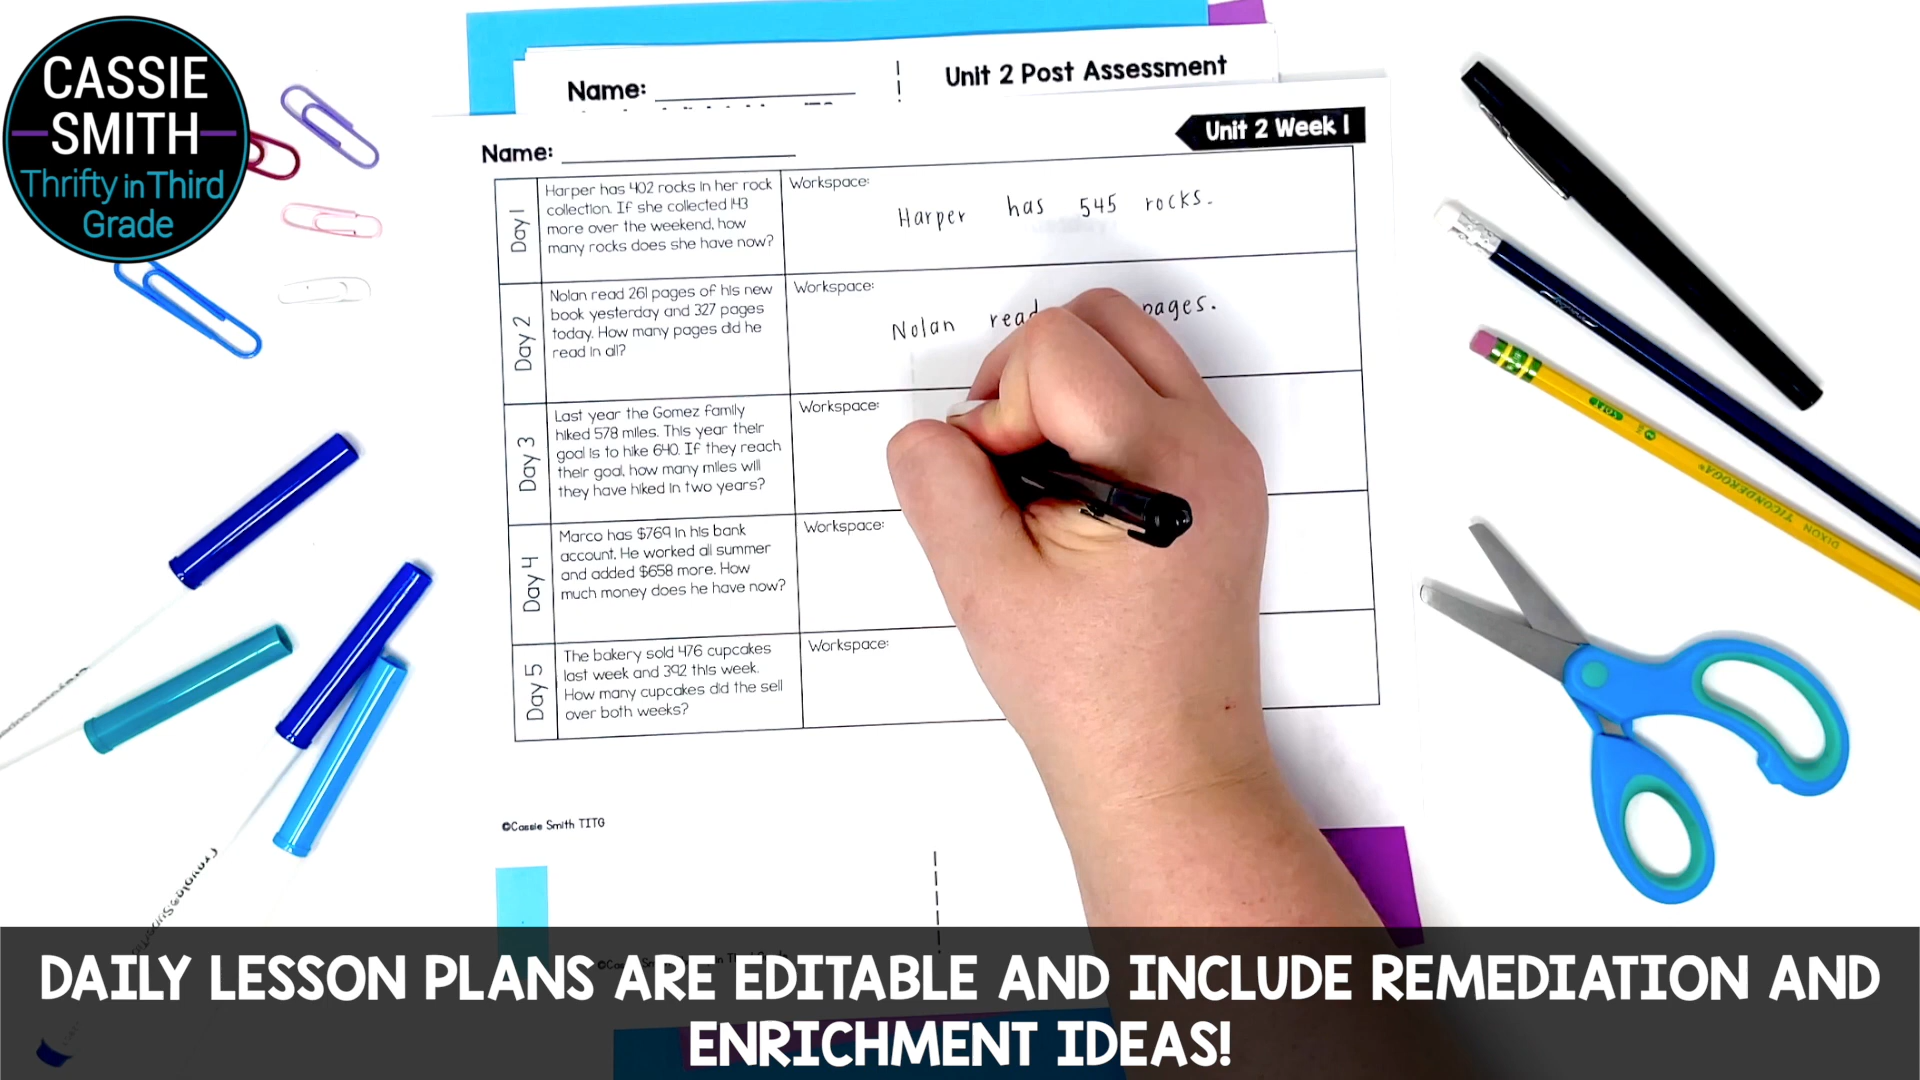 CASSIE
SMITH
Thrifty in Third
Grade
Name:
Unit 2 Post Assessment
Unit 2 Week 1
Name:
Day 1
Harper has 402 rocks in her rock
collection. If she collected 143
more over the weekend, how
many rocks does she have now?
Workspace:
Harper has 545 rocks.
Day 2
Nolan read 261 pages of his new
book yesterday and 327 pages
today. How many pages did he
read in all?
Workspace:
Nolan read pages.
Day 3
Last year the Gomez family
hiked 578 miles. This year their
goal is to hike 640. If they reach
their goal, how many miles will
they have hiked in two years?
Workspace:
Day 4
Marco has $769 in his bank
account. He worked all summer
and added $658 more. How
much money does he have now?
Workspace:
Day 5
The bakery sold 476 cupcakes
last week and 392 this week.
How many cupcakes did the sell
over both weeks?
Workspace:
©Cassie Smith TITG
DIXON TICONDEROGA®
2
SOFT
DAILY LESSON PLANS ARE EDITABLE AND INCLUDE REMEDIATION AND
ENRICHMENT IDEAS!